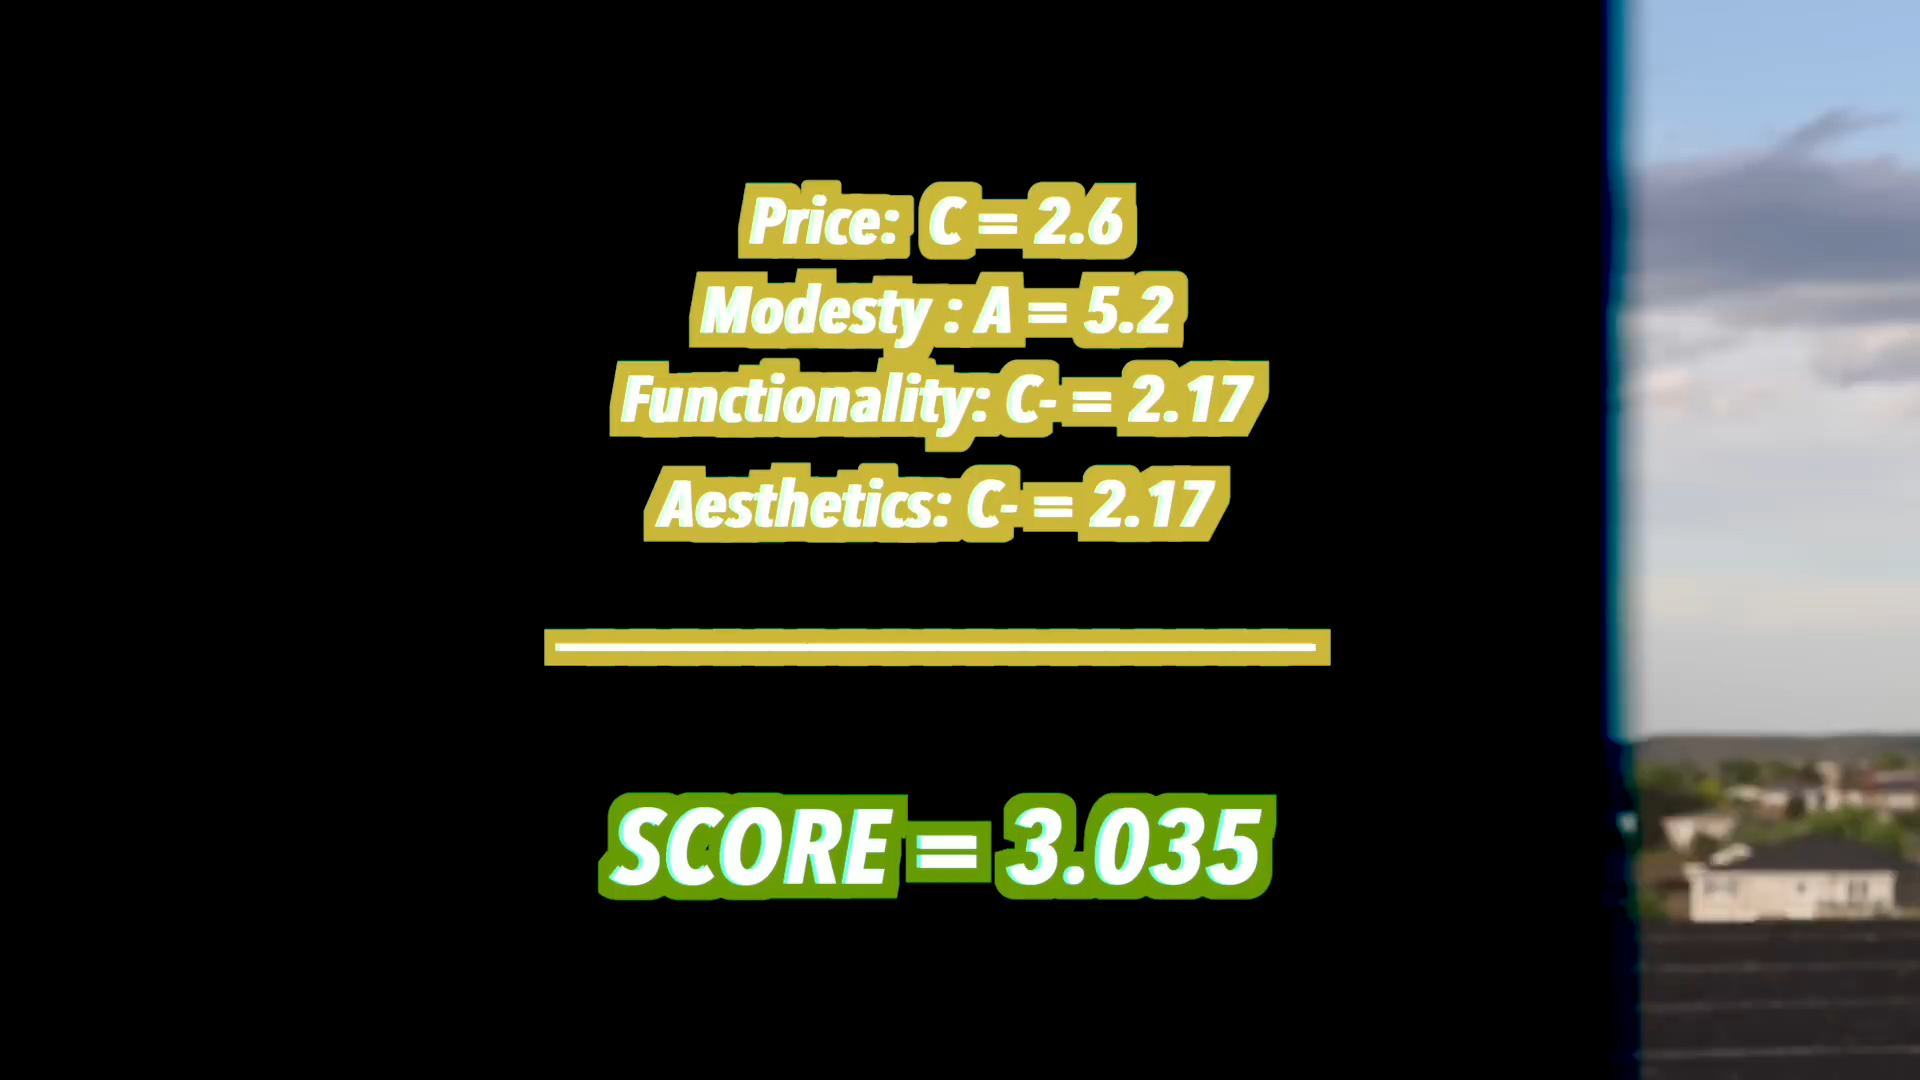 Price: C = 2.6
Modesty : A = 5.2
Functionality: C- = 2.17
Aesthetics: C- = 2.17
SCORE = 3.035